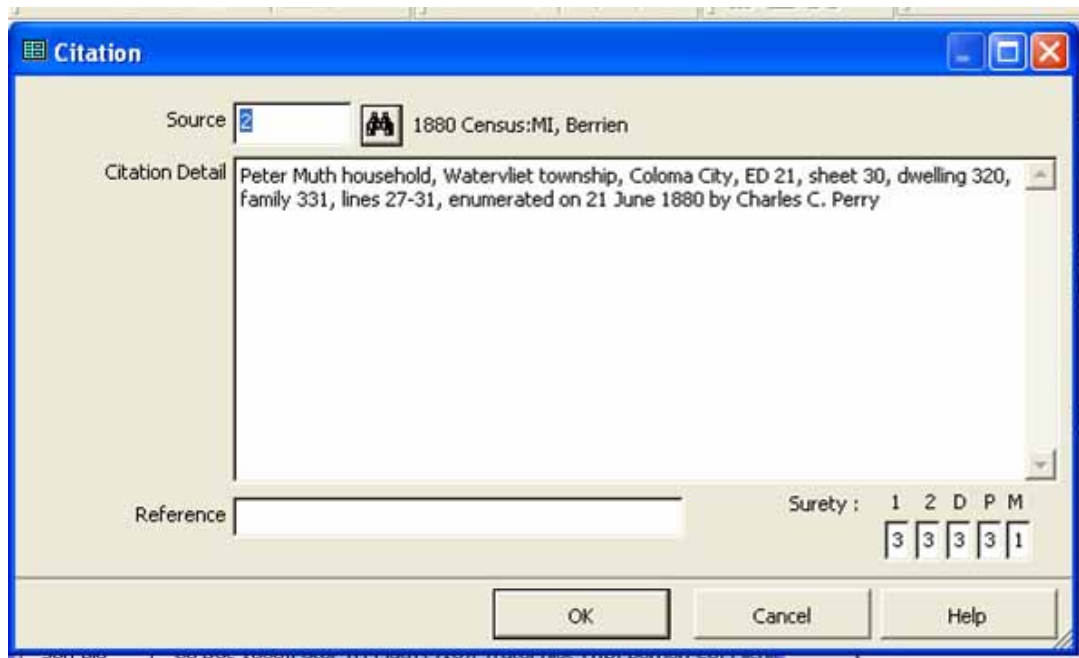 Citation
Source 2 1880 Census:MI, Berrien
Citation Detail
Peter Muth household, Watervliet township, Coloma City, ED 21, sheet 30, dwelling 320,
family 331, lines 27-31, enumerated on 21 June 1880 by Charles C. Perry
Reference
Surety : 1 2 D P M
3 3 3 3 1
OK Cancel Help